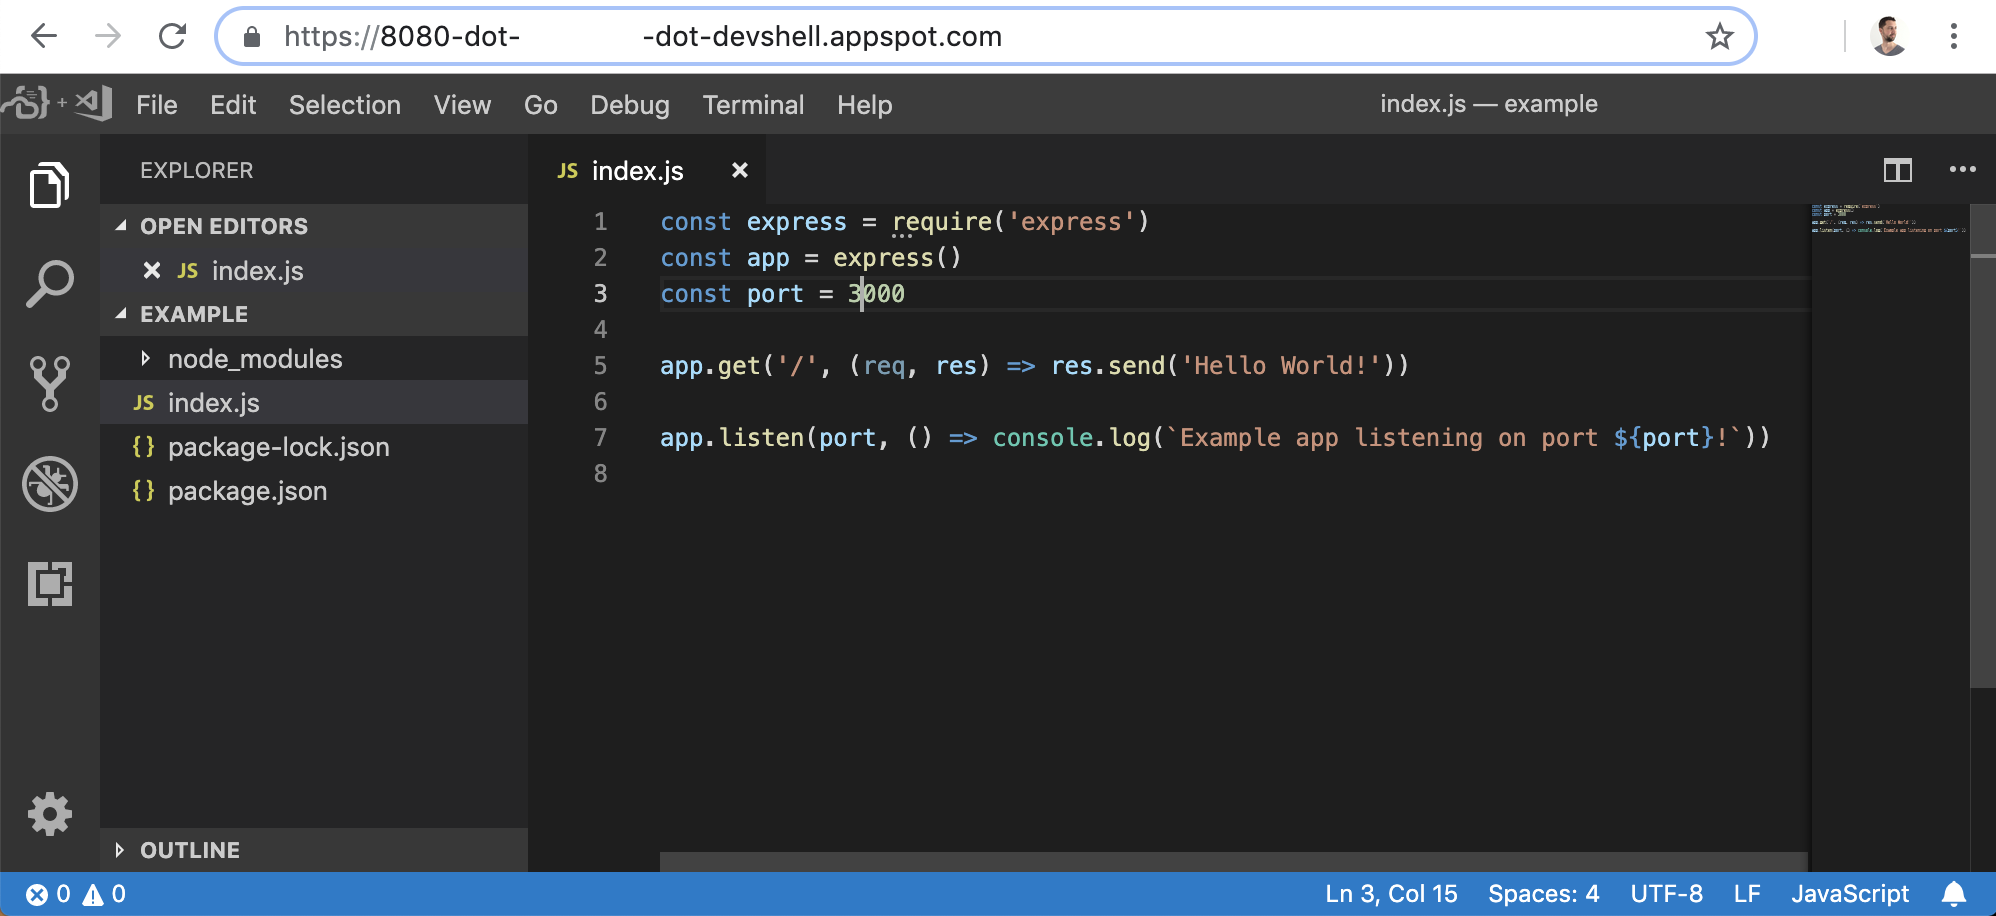 https://8080-dot- -dot-devshell.appspot.com
+ File Edit Selection View Go Debug Terminal Help index.js — example
EXPLORER
OPEN EDITORS
JS index.js
EXAMPLE
node_modules
JS index.js
{} package-lock.json
{} package.json
OUTLINE
JS index.js
1 const express = require('express')
2 const app = express()
3 const port = 3000
4
5 app.get('/', (req, res) => res.send('Hello World!'))
6
7 app.listen(port, () => console.log(`Example app listening on port ${port}!`))
8
0 0 Ln 3, Col 15 Spaces: 4 UTF-8 LF JavaScript